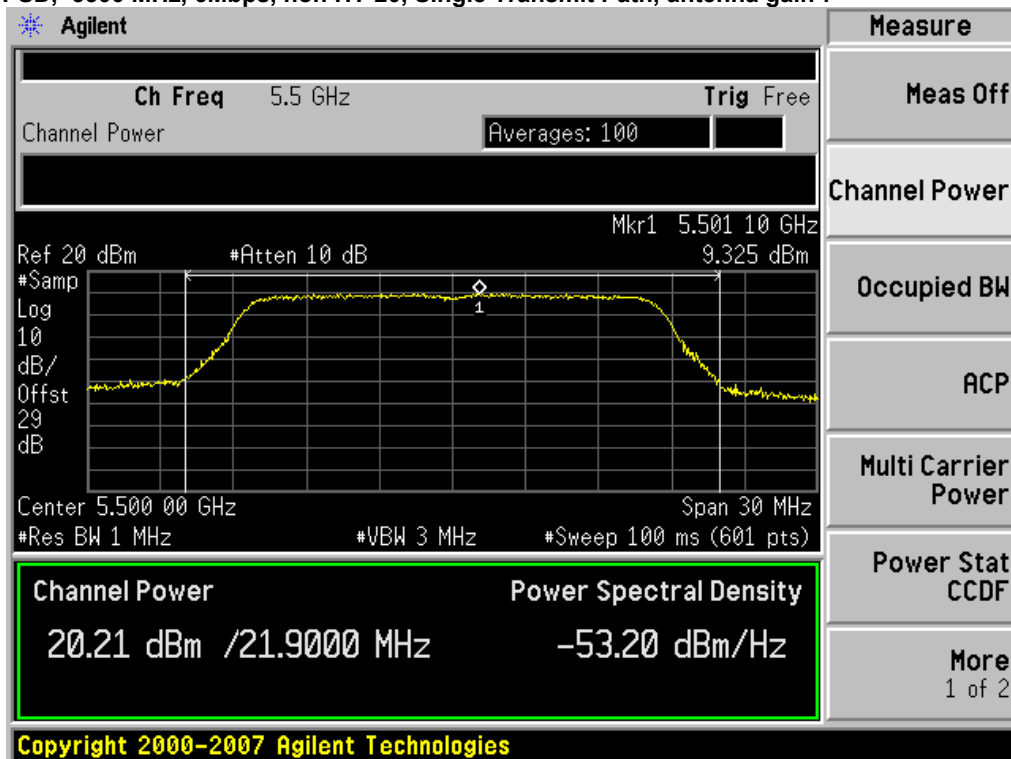 Agilent
Measure
Ch Freq 5.5 GHz Trig Free
Channel Power Averages: 100
Mkr1 5.501 10 GHz
Ref 20 dBm #Atten 10 dB 9.325 dBm
#Samp
Log
10
dB/
Offst
29
dB
1
Center 5.500 00 GHz Span 30 MHz
#Res BW 1 MHz #VBW 3 MHz #Sweep 100 ms (601 pts)
Channel Power Power Spectral Density
20.21 dBm /21.9000 MHz -53.20 dBm/Hz
Copyright 2000-2007 Agilent Technologies
Meas Off
Channel Power
Occupied BW
ACP
Multi Carrier
Power
Power Stat
CCDF
More
1 of 2